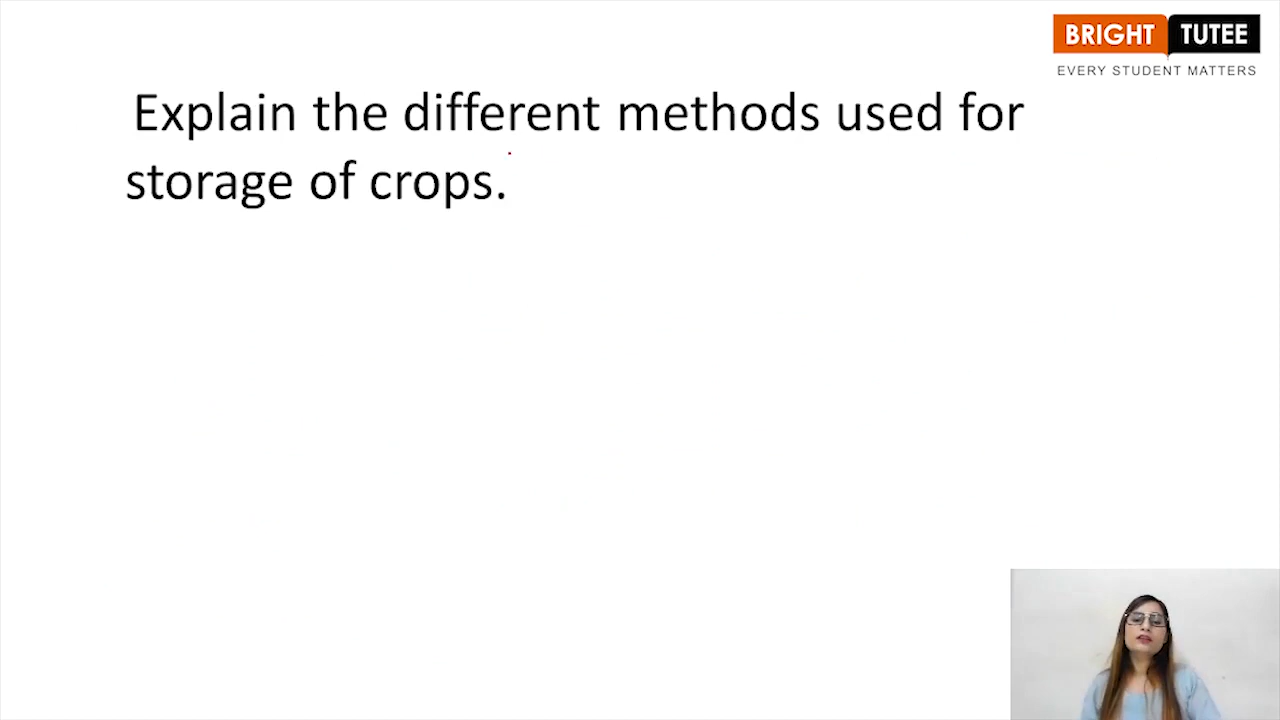 BRIGHT TUTEE
EVERY STUDENT MATTERS
Explain the different methods used for
storage of crops.